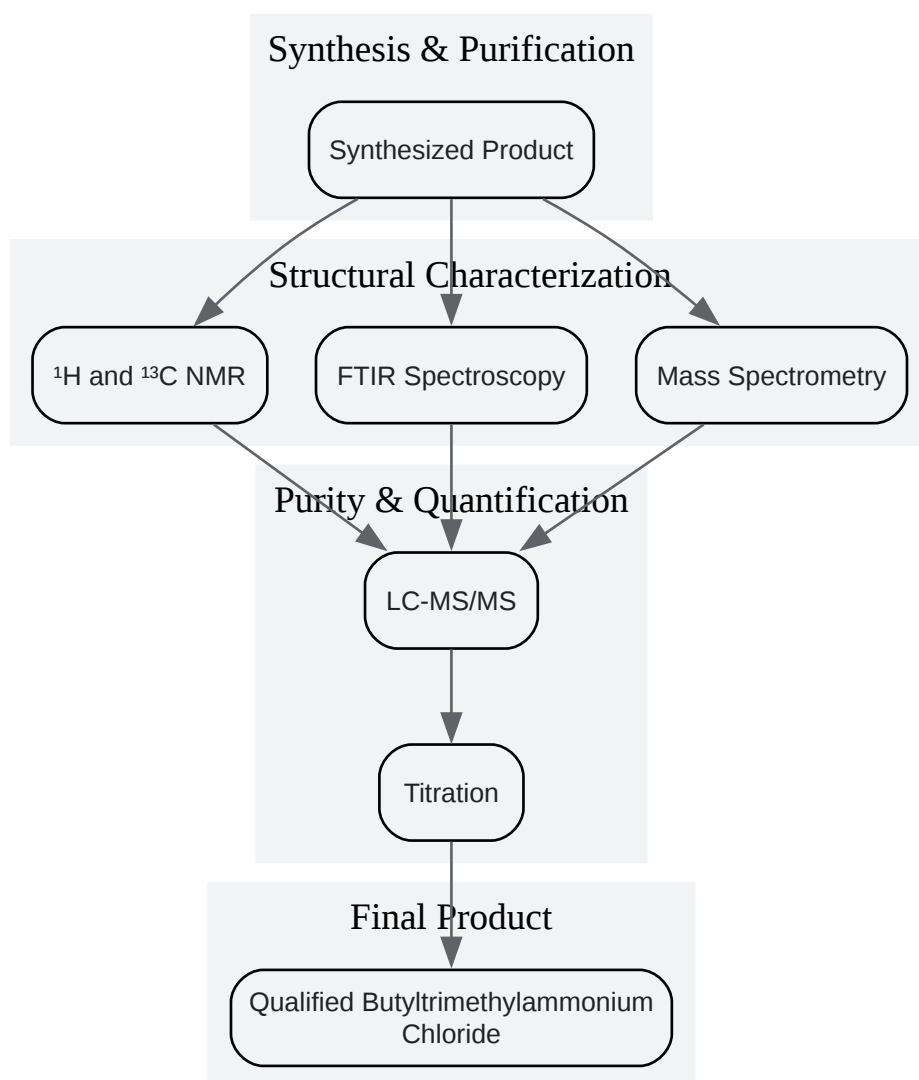 Synthesis & Purification
Synthesized Product
Structural Characterization
¹H and ¹³C NMR
FTIR Spectroscopy
Mass Spectrometry
Purity & Quantification
LC-MS/MS
Titration
Final Product
Qualified Butyltrimethylammonium
Chloride